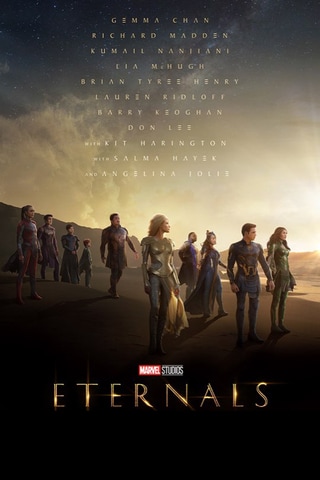 GEMMA CHAN
RICHARD MADDEN
KUMAIL NANJIANI
LIA McHUGH
BRIAN TYREE HENRY
LAUREN RIDLOFF
BARRY KEOGHAN
DON LEE
WITH KIT HARINGTON
WITH SALMA HAYEK
AND ANGELINA JOLIE
MARVEL STUDIOS
ETERNALS